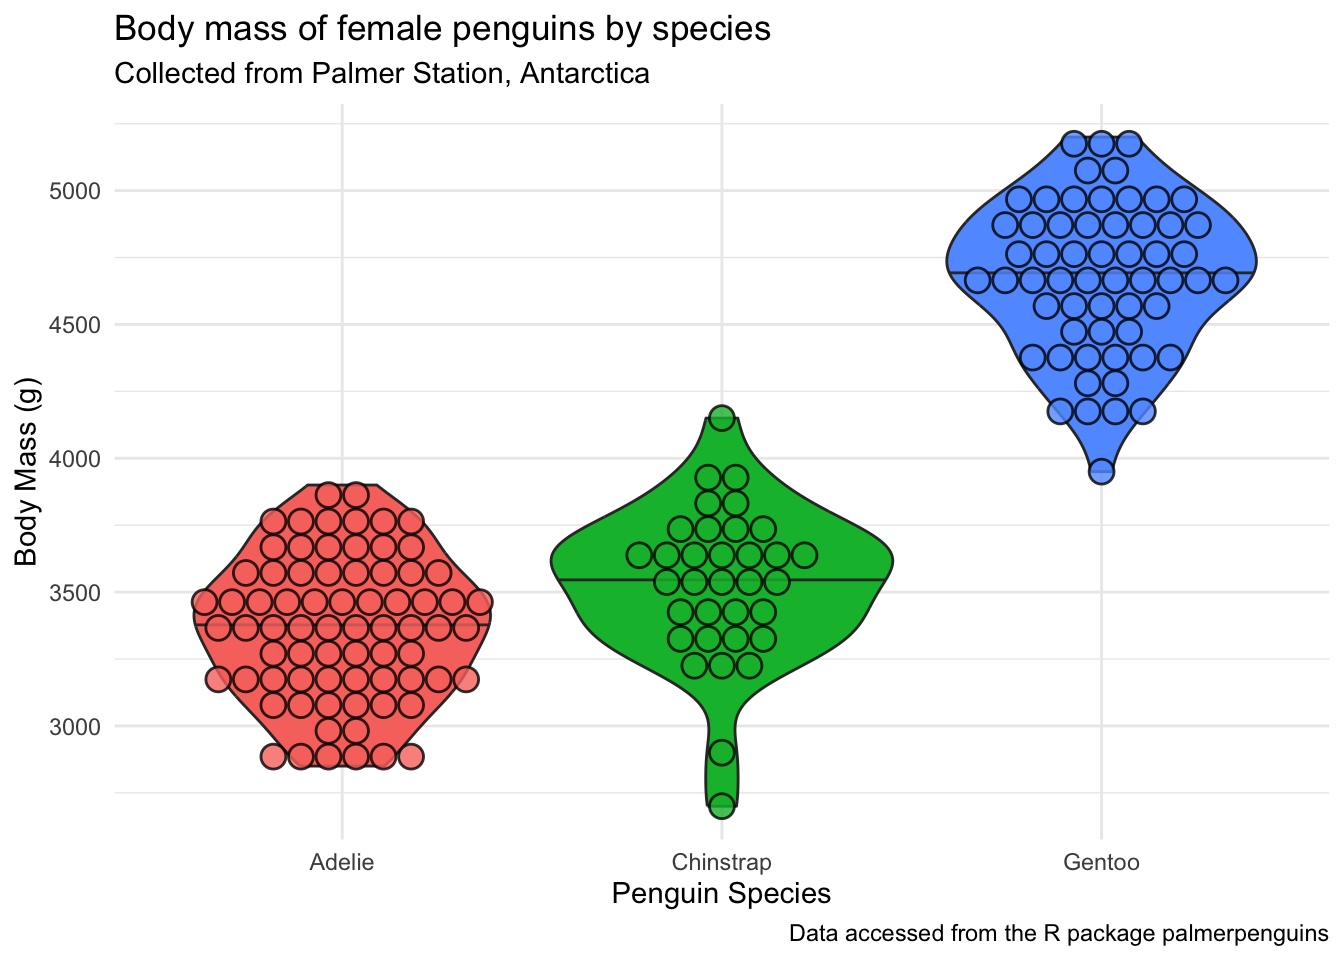 Body mass of female penguins by species
Collected from Palmer Station, Antarctica
Body Mass (g)
5000
4500
4000
3500
3000
Adelie
Chinstrap
Gentoo
Penguin Species
Data accessed from the R package palmerpenguins